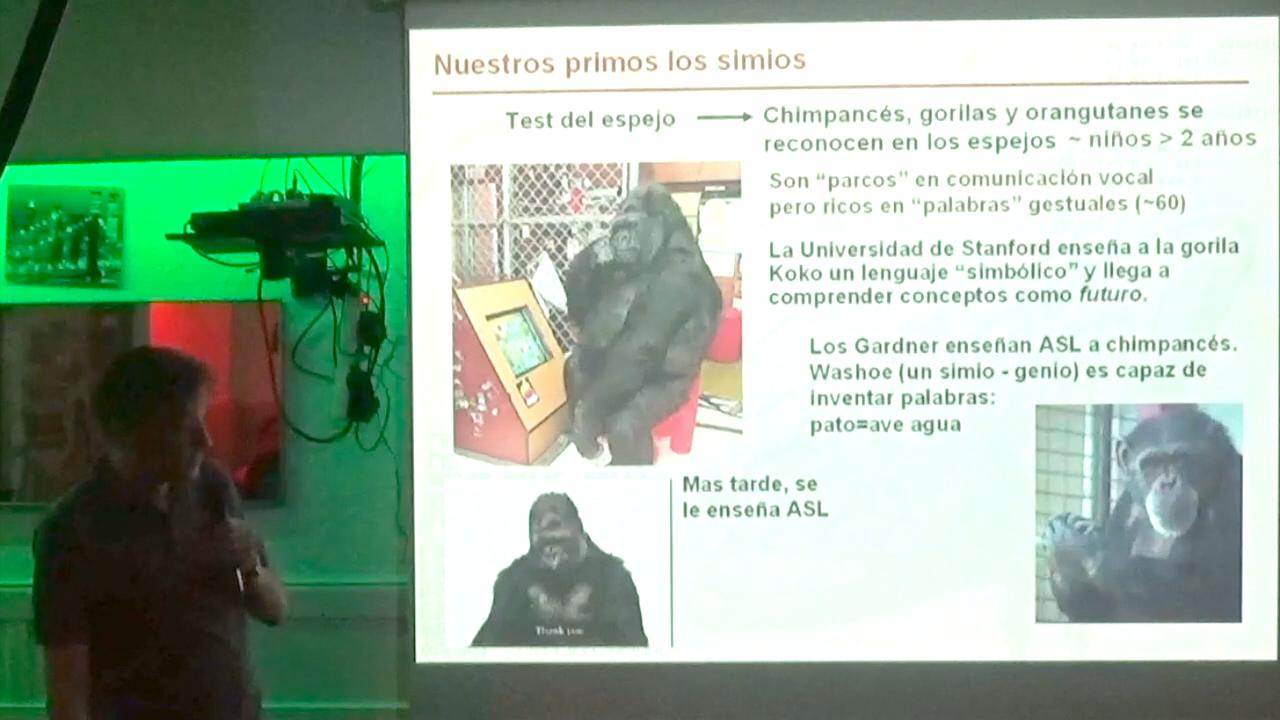 Nuestros primos los simios
Test del espejo
Chimpancés, gorilas y orangutanes se
reconocen en los espejos ~ niños > 2 años
Son “parcos” en comunicación vocal
pero ricos en “palabras” gestuales (~60)
La Universidad de Stanford enseña a la gorila
Koko un lenguaje “simbólico” y llega a
comprender conceptos como futuro.
Los Gardner enseñan ASL a chimpancés.
Washoe (un simio - genio) es capaz de
inventar palabras:
pato=ave agua
Mas tarde, se
le enseña ASL
Thank you